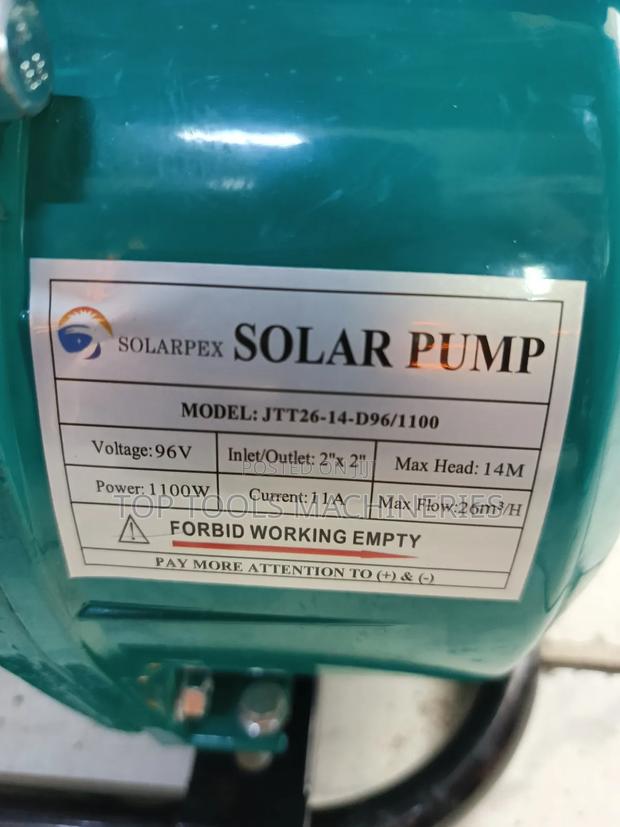 SOLARPEX SOLAR PUMP
MODEL: JTT26-14-D96/1100
Voltage: 96V Inlet/Outlet: 2"x 2" Max Head: 14M
POSTED ON JIJI
Power: 1100W Current: 11A Max Flow: 26m³/H
TOP TOOLS MACHINERIES
FORBID WORKING EMPTY
PAY MORE ATTENTION TO (+) & (-)